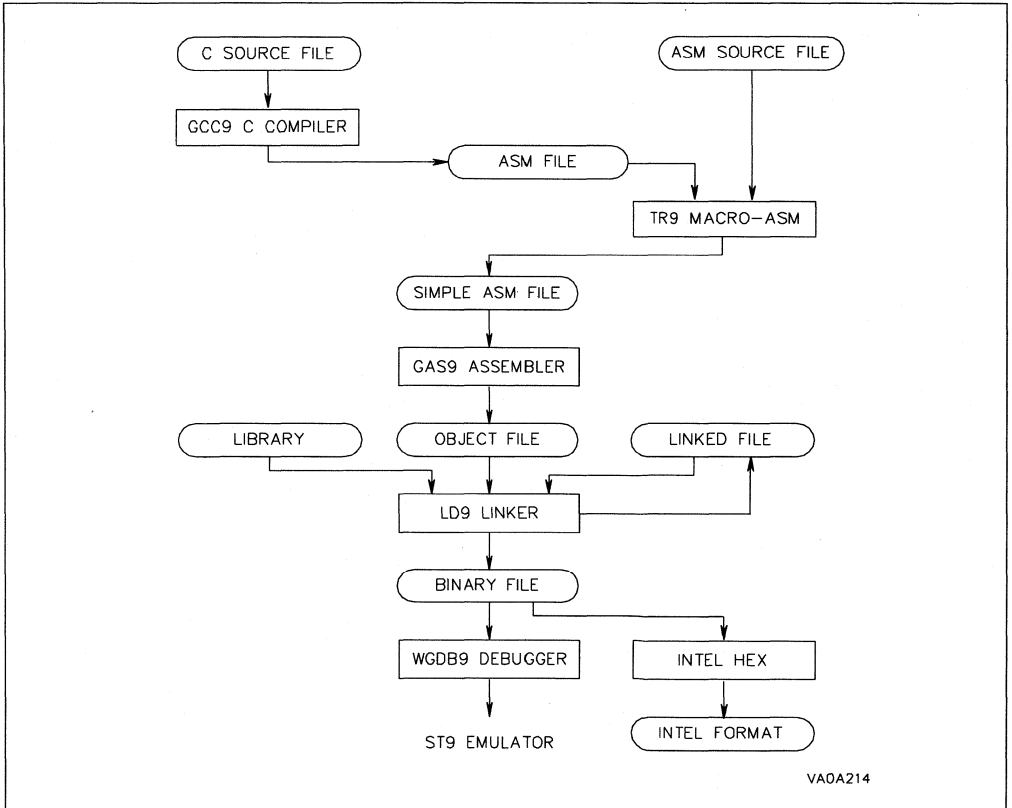 C SOURCE FILE
ASM SOURCE FILE
GCC9 C COMPILER
ASM FILE
TR9 MACRO-ASM
SIMPLE ASM FILE
GAS9 ASSEMBLER
LIBRARY
OBJECT FILE
LINKED FILE
LD9 LINKER
BINARY FILE
WGDB9 DEBUGGER
INTEL HEX
ST9 EMULATOR
INTEL FORMAT
VA0A214